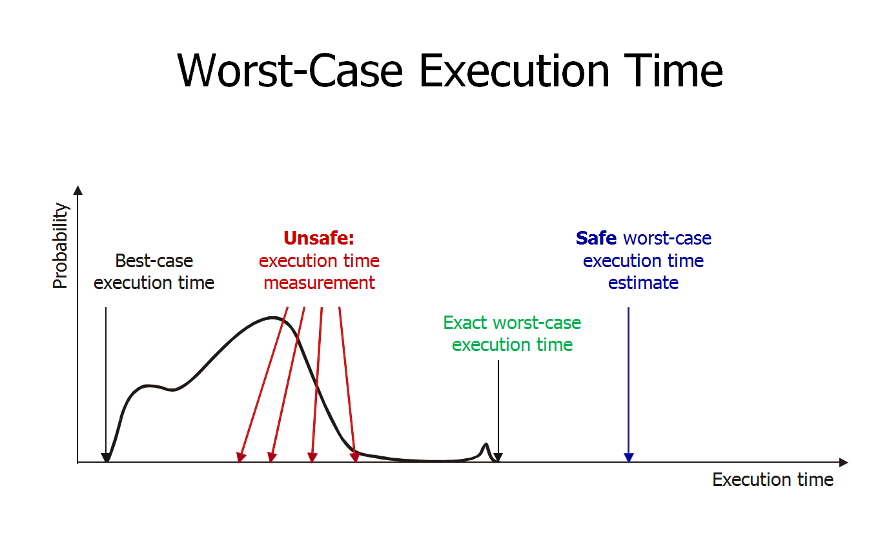 Worst-Case Execution Time
Probability
Best-case
execution time
Unsafe:
execution time
measurement
Exact worst-case
execution time
Safe worst-case
execution time
estimate
Execution time